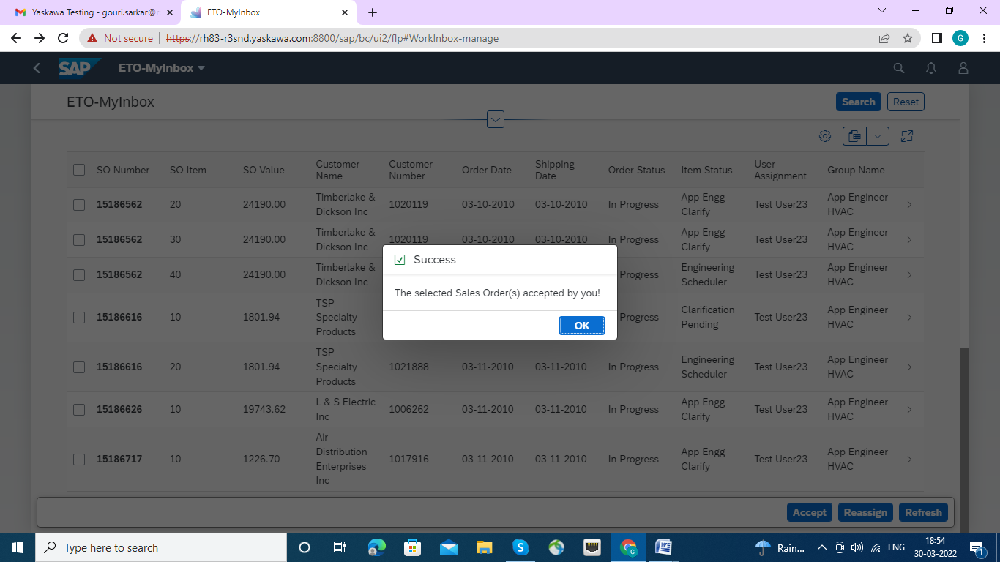 Yaskawa Testing - gouri.sarkar@n
ETO-MyInbox
Not secure
https://rh83-r3snd.yaskawa.com:8800/sap/bc/ui2/flp#WorkInbox-manage
G
SAP
ETO-MyInbox
ETO-MyInbox
Search
Reset
SO Number SO Item SO Value Customer Name Customer Number Order Date Shipping Date Order Status Item Status User Assignment Group Name
15186562 20 24190.00 Timberlake & Dickson Inc 1020119 03-10-2010 03-10-2010 In Progress App Engg Clarify Test User23 App Engineer HVAC
15186562 30 24190.00 Timberlake & Dickson Inc 1020119 03-10-2010 03-10-2010 In Progress App Engg Clarify Test User23 App Engineer HVAC
15186562 40 24190.00 Timberlake & Dickson Inc Progress Engineering Scheduler Test User23 App Engineer HVAC
15186616 10 1801.94 TSP Specialty Products Progress Clarification Pending Test User23 App Engineer HVAC
15186616 20 1801.94 TSP Specialty Products 1021888 03-11-2010 03-11-2010 In Progress Engineering Scheduler Test User23 App Engineer HVAC
15186626 10 19743.62 L & S Electric Inc 1006262 03-11-2010 03-11-2010 In Progress App Engg Clarify Test User23 App Engineer HVAC
15186717 10 1226.70 Air Distribution Enterprises Inc 1017916 03-11-2010 03-11-2010 In Progress App Engg Clarify Test User23 App Engineer HVAC
Success
The selected Sales Order(s) accepted by you!
OK
Accept
Reassign
Refresh
Type here to search
Rain...
ENG
18:54
30-03-2022
1